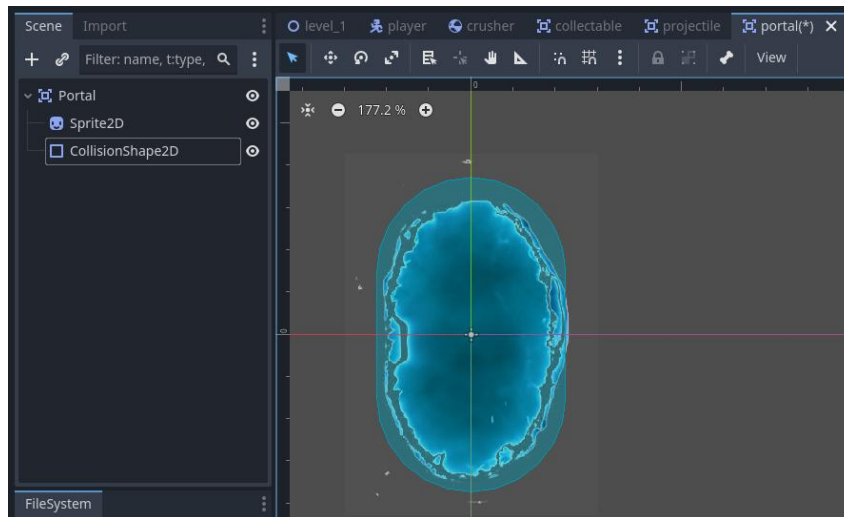 Scene Import
level_1 player crusher collectable projectile portal(*)
Filter: name, t:type,
View
Portal
Sprite2D
CollisionShape2D
0
177.2 %
0
FileSystem